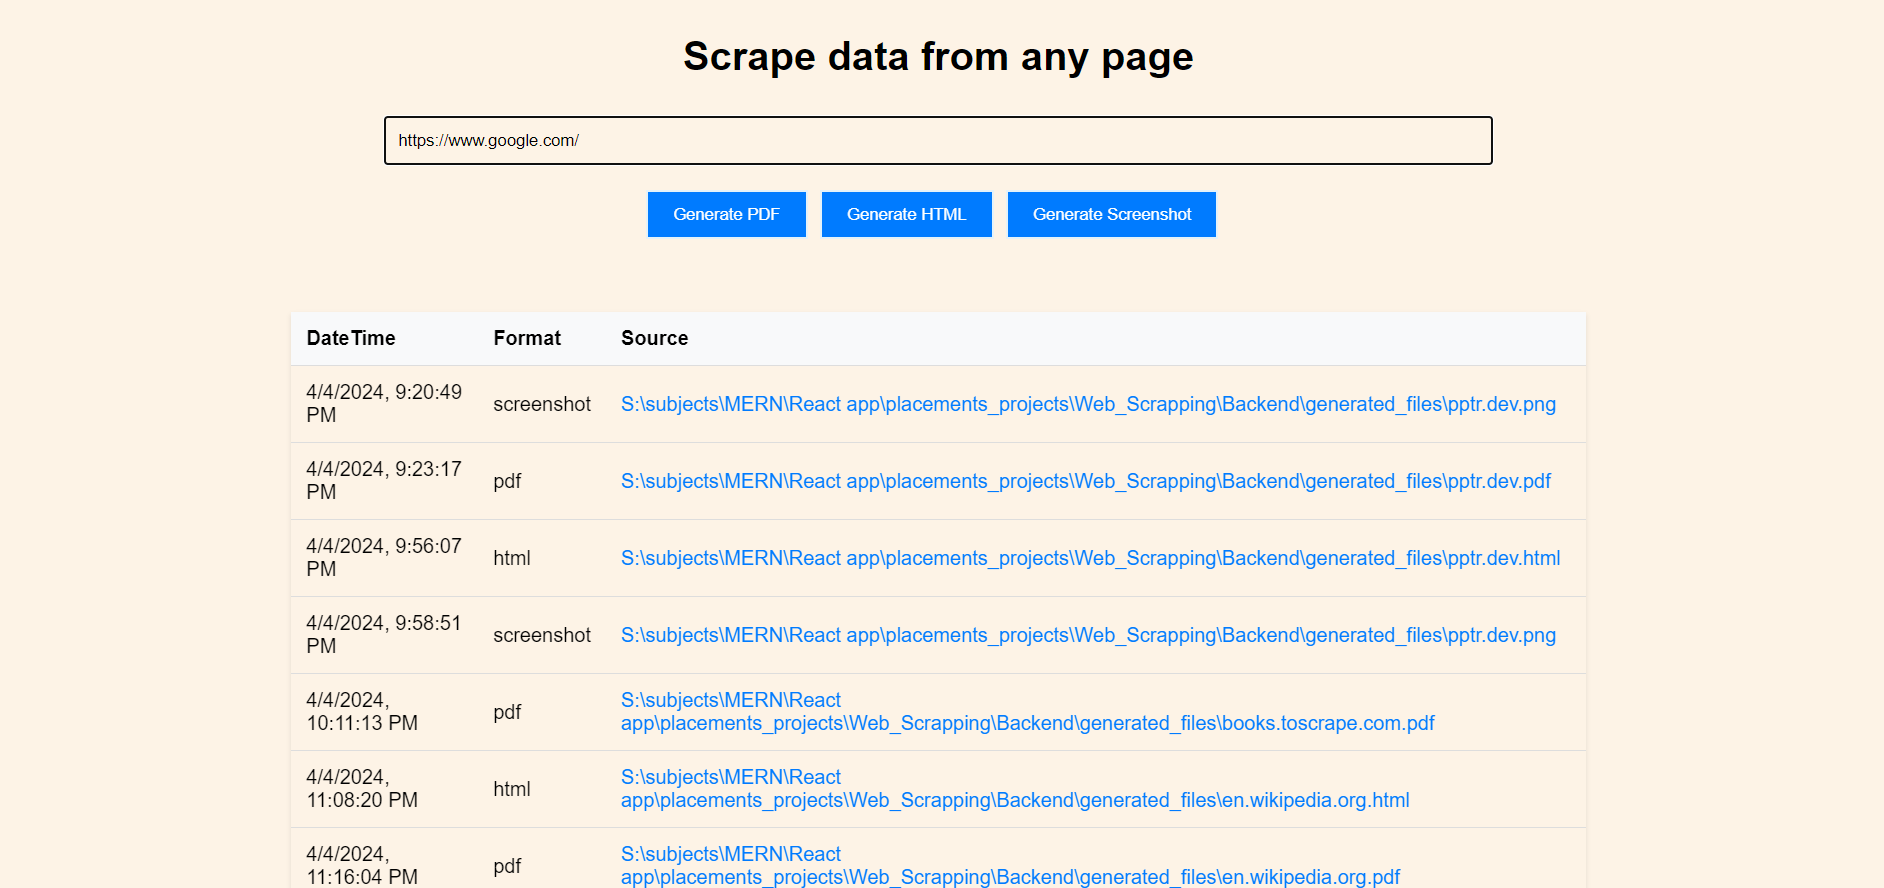 Scrape data from any page
https://www.google.com/
Generate PDF Generate HTML Generate Screenshot
DateTime Format Source
4/4/2024, 9:20:49
PM
screenshot
S:\subjects\MERN\React app\placements_projects\Web_Scrapping\Backend\generated_files\pptr.dev.png
4/4/2024, 9:23:17
PM
pdf
S:\subjects\MERN\React app\placements_projects\Web_Scrapping\Backend\generated_files\pptr.dev.pdf
4/4/2024, 9:56:07
PM
html
S:\subjects\MERN\React app\placements_projects\Web_Scrapping\Backend\generated_files\pptr.dev.html
4/4/2024, 9:58:51
PM
screenshot
S:\subjects\MERN\React app\placements_projects\Web_Scrapping\Backend\generated_files\pptr.dev.png
4/4/2024,
10:11:13 PM
pdf
S:\subjects\MERN\React
app\placements_projects\Web_Scrapping\Backend\generated_files\books.toscrape.com.pdf
4/4/2024,
11:08:20 PM
html
S:\subjects\MERN\React
app\placements_projects\Web_Scrapping\Backend\generated_files\en.wikipedia.org.html
4/4/2024,
11:16:04 PM
pdf
S:\subjects\MERN\React
app\placements_projects\Web_Scrapping\Backend\generated_files\en.wikipedia.org.pdf